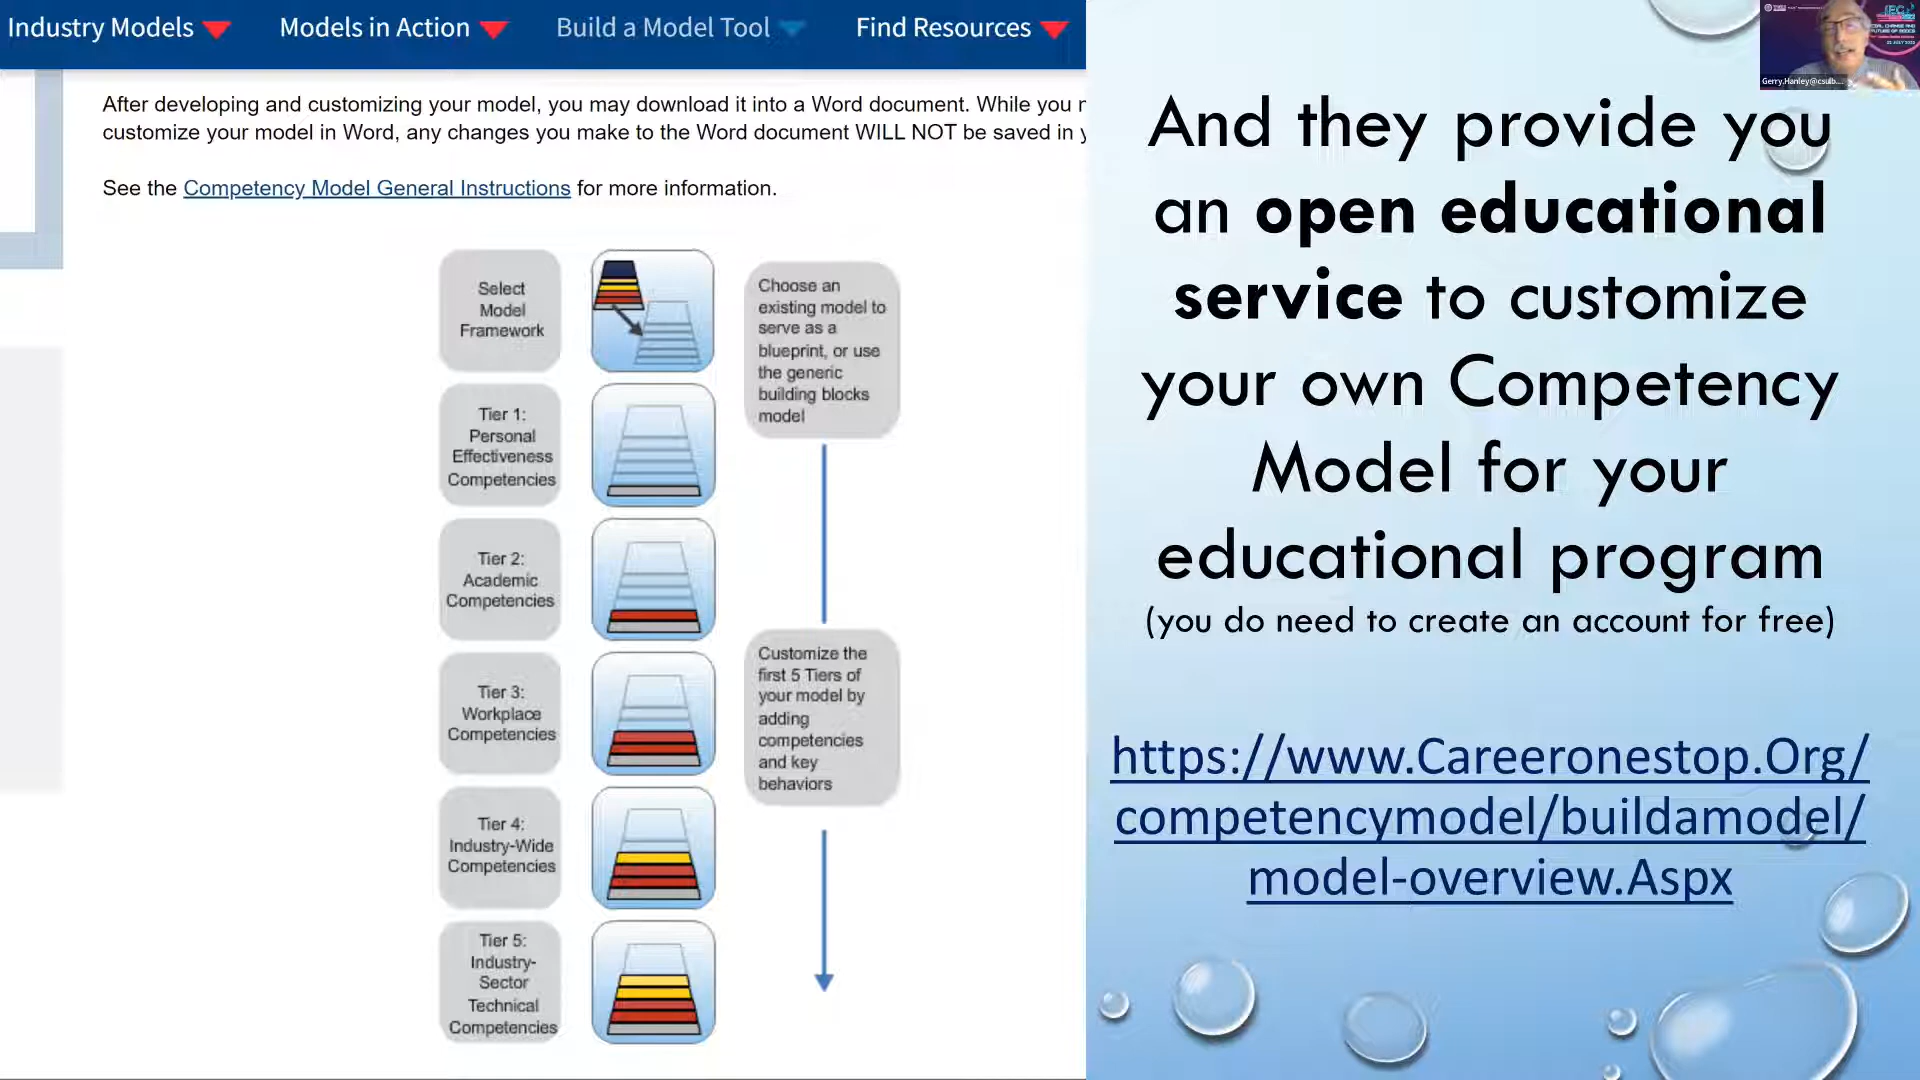 Industry Models
Models in Action
Build a Model Tool
Find Resources
After developing and customizing your model, you may download it into a Word document. While you
customize your model in Word, any changes you make to the Word document WILL NOT be saved in
See the Competency Model General Instructions for more information.
Select
Model
Framework
Choose an
existing model to
serve as a
blueprint, or use
the generic
building blocks
model
Tier 1:
Personal
Effectiveness
Competencies
Tier 2:
Academic
Competencies
Tier 3:
Workplace
Competencies
Customize the
first 5 Tiers of
your model by
adding
competencies
and key
behaviors
Tier 4:
Industry-Wide
Competencies
Tier 5:
Industry-
Sector
Technical
Competencies
And they provide you
an open educational
service to customize
your own Competency
Model for your
educational program
(you do need to create an account for free)
https://www.Careeronestop.Org/
competencymodel/buildamodel/
model-overview.Aspx
Gerry.Hanley@csulb...